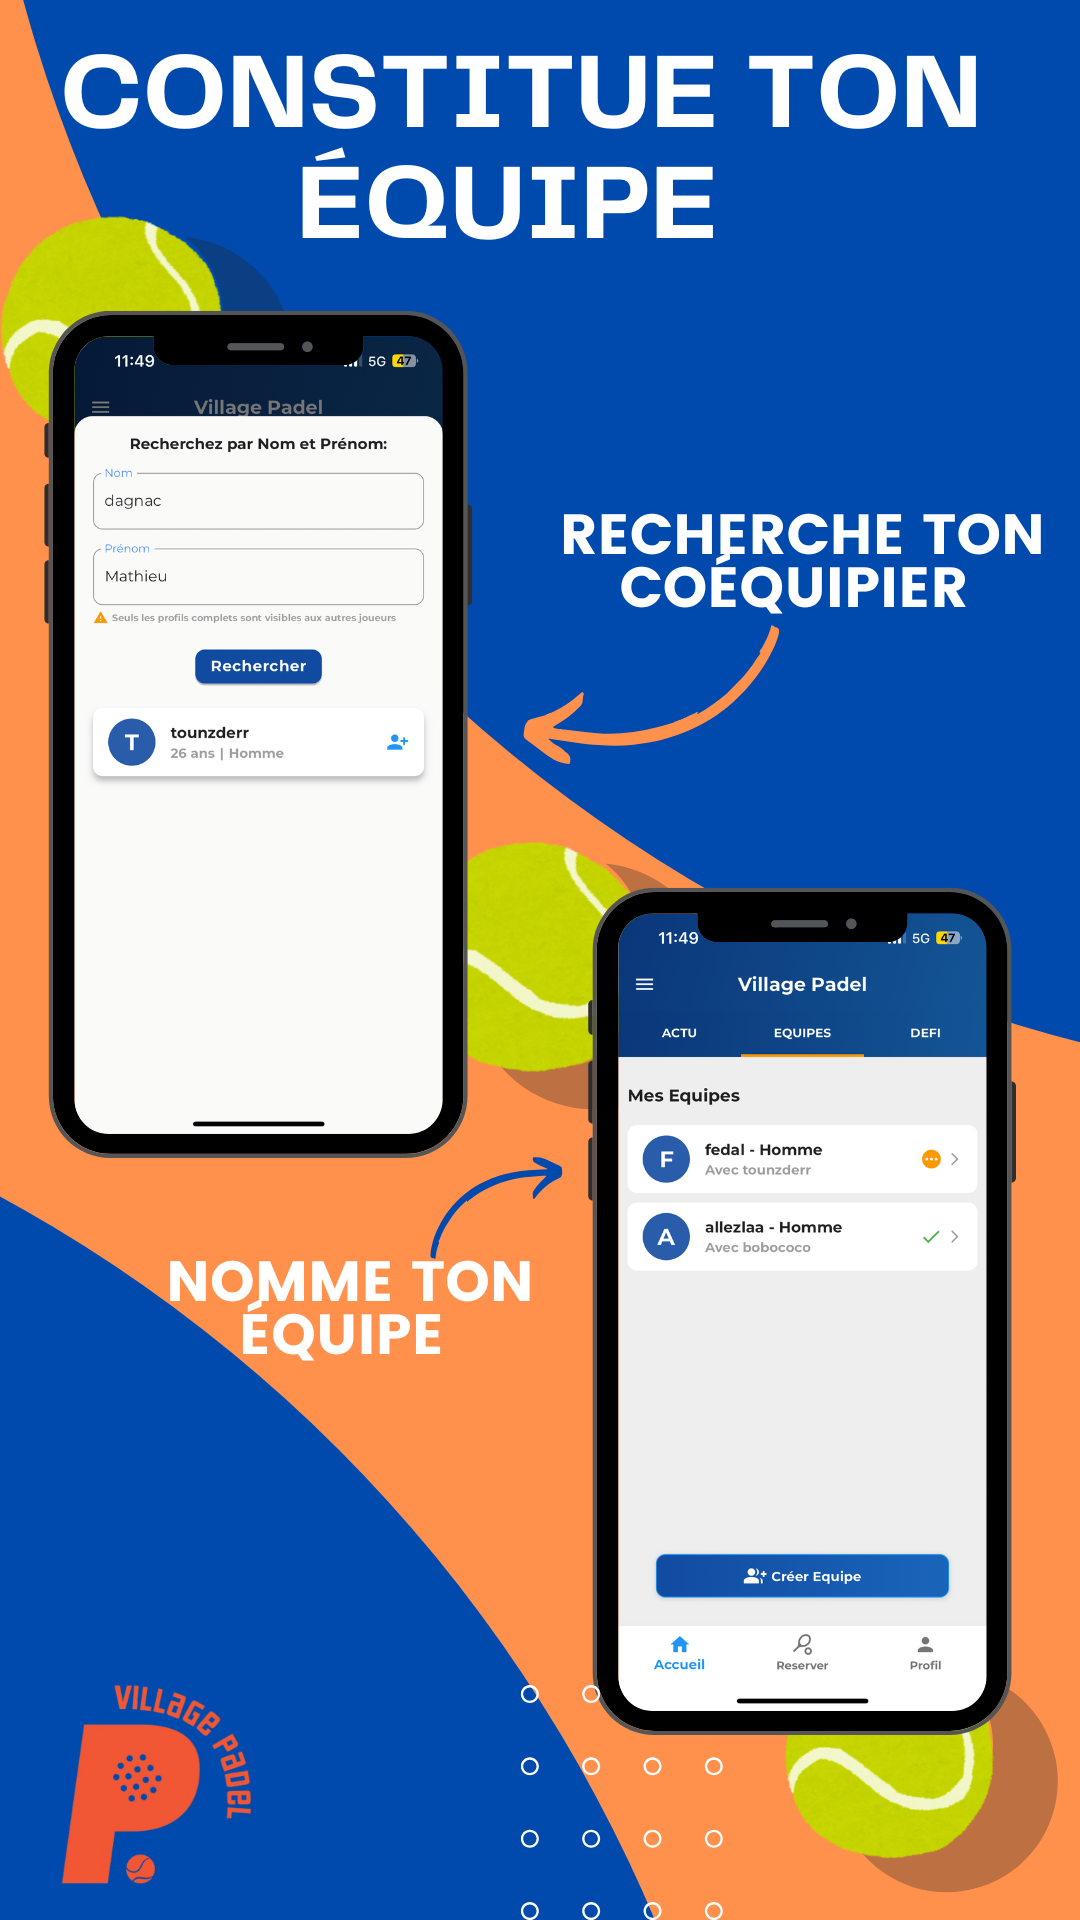 CONSTITUE TON
ÉQUIPE
11:49
5G 47
Village Padel
Recherchez par Nom et Prénom:
Nom
dagnac
Prénom
Mathieu
Seuls les profils complets sont visibles aux autres joueurs
Rechercher
T
tounzderr
26 ans | Homme
RECHERCHE TON
COÉQUIPIER
11:49
5G 47
Village Padel
ACTU EQUIPES DEFI
Mes Equipes
F
fedal - Homme
Avec tounzderr
A
allezlaa - Homme
Avec bobococo
Créer Equipe
Accueil Reserver Profil
NOMME TON
ÉQUIPE
VILLagE PaDEL
P